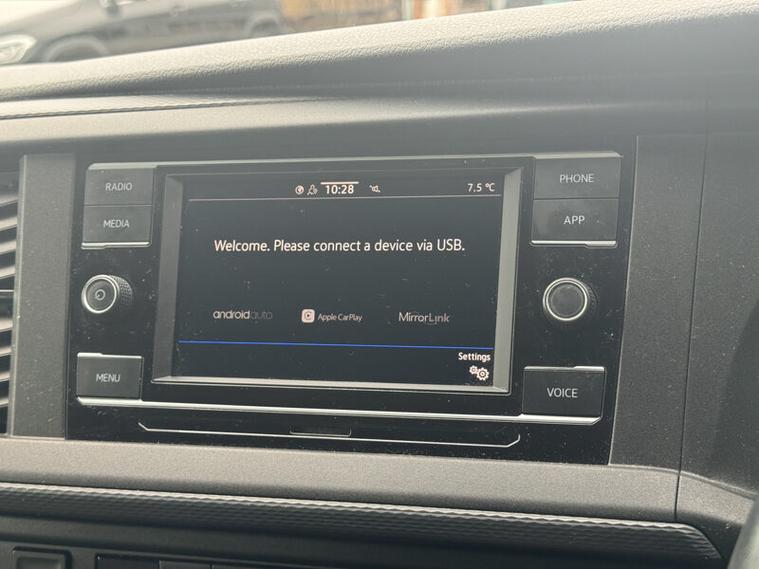 RADIO
MEDIA
MENU
10:28
7.5 °C
Welcome. Please connect a device via USB.
androidauto
Apple CarPlay
MirrorLink
Settings
PHONE
APP
VOICE